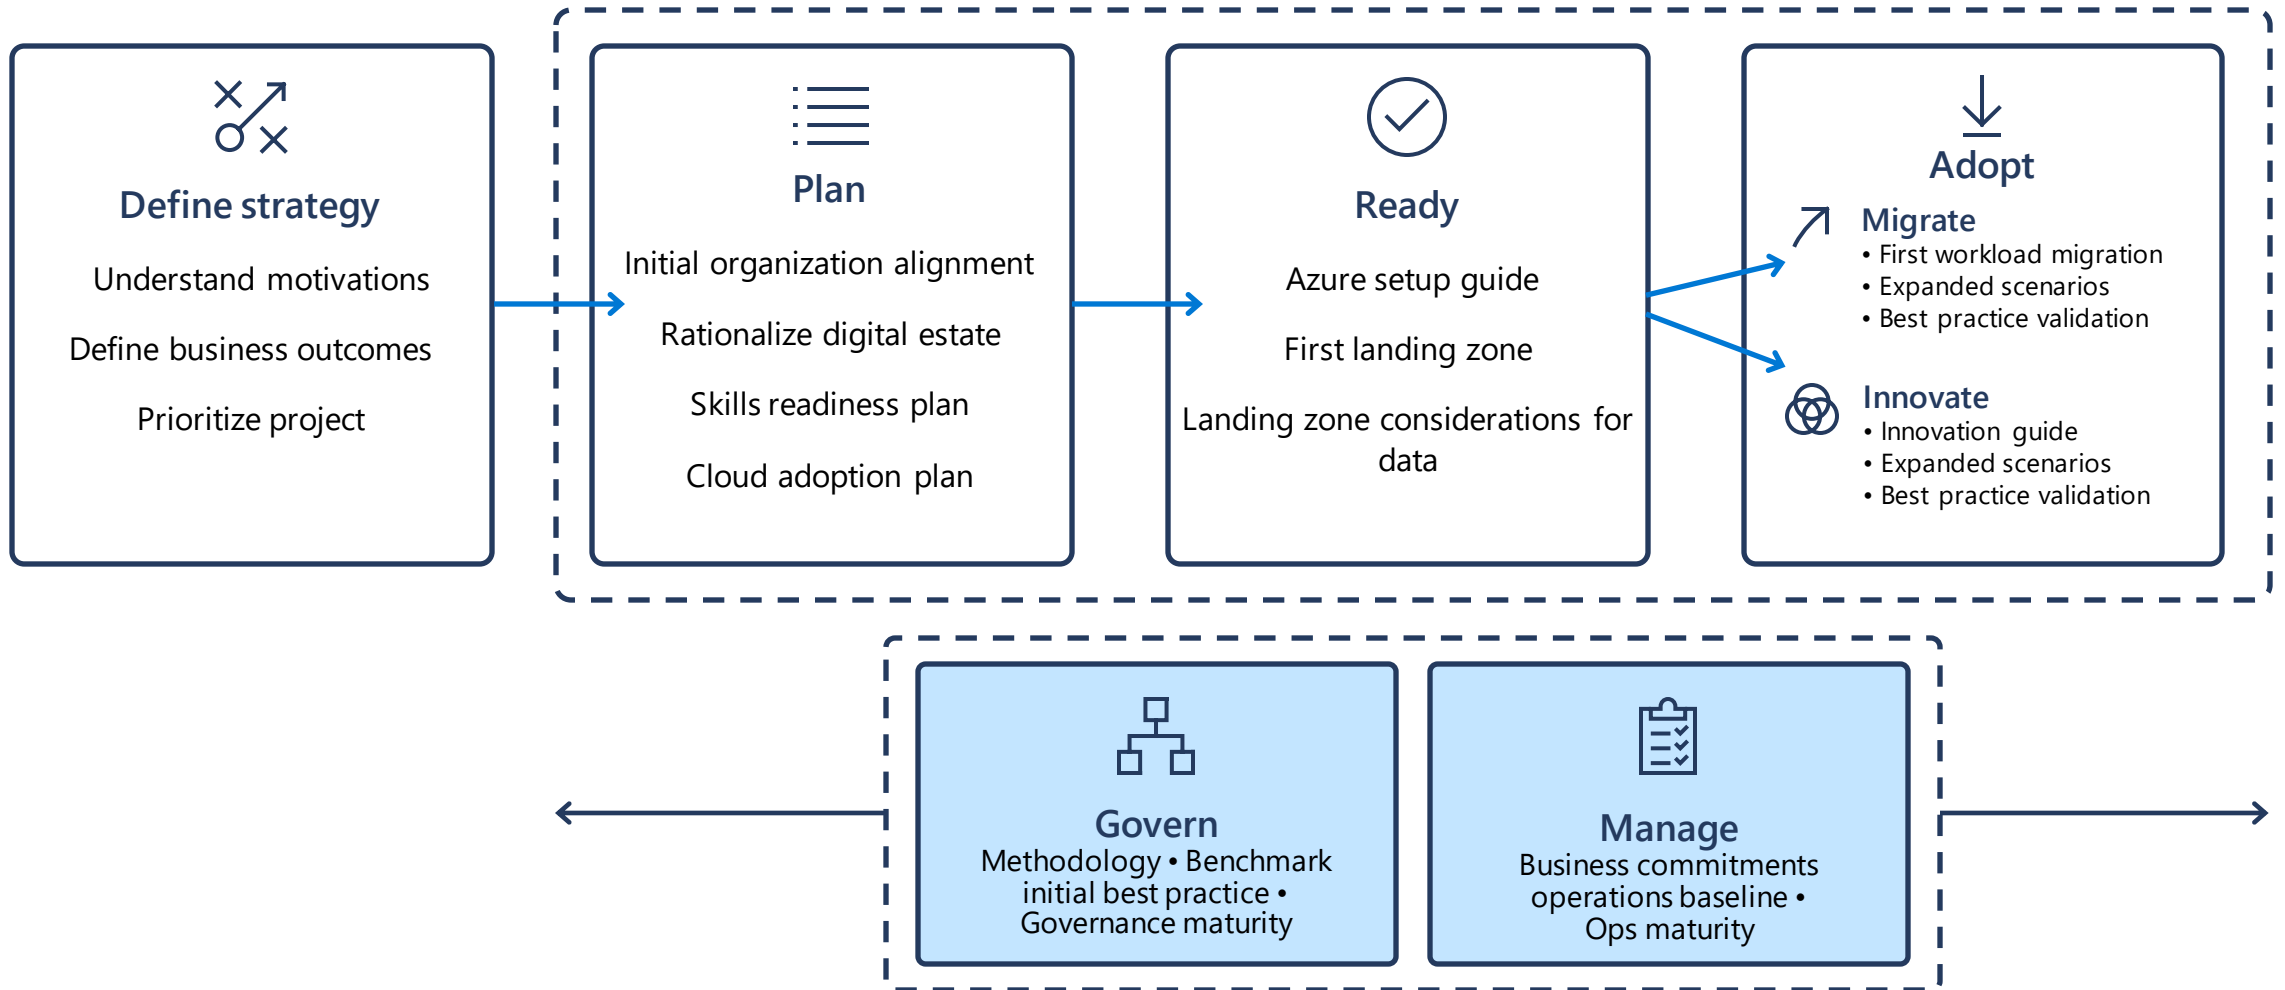 Define strategy
Understand motivations
Define business outcomes
Prioritize project
Plan
Initial organization alignment
Rationalize digital estate
Skills readiness plan
Cloud adoption plan
Ready
Azure setup guide
First landing zone
Landing zone considerations for
data
Adopt
Migrate
• First workload migration
• Expanded scenarios
• Best practice validation
Innovate
• Innovation guide
• Expanded scenarios
• Best practice validation
Govern
Methodology • Benchmark
initial best practice •
Governance maturity
Manage
Business commitments
operations baseline •
Ops maturity